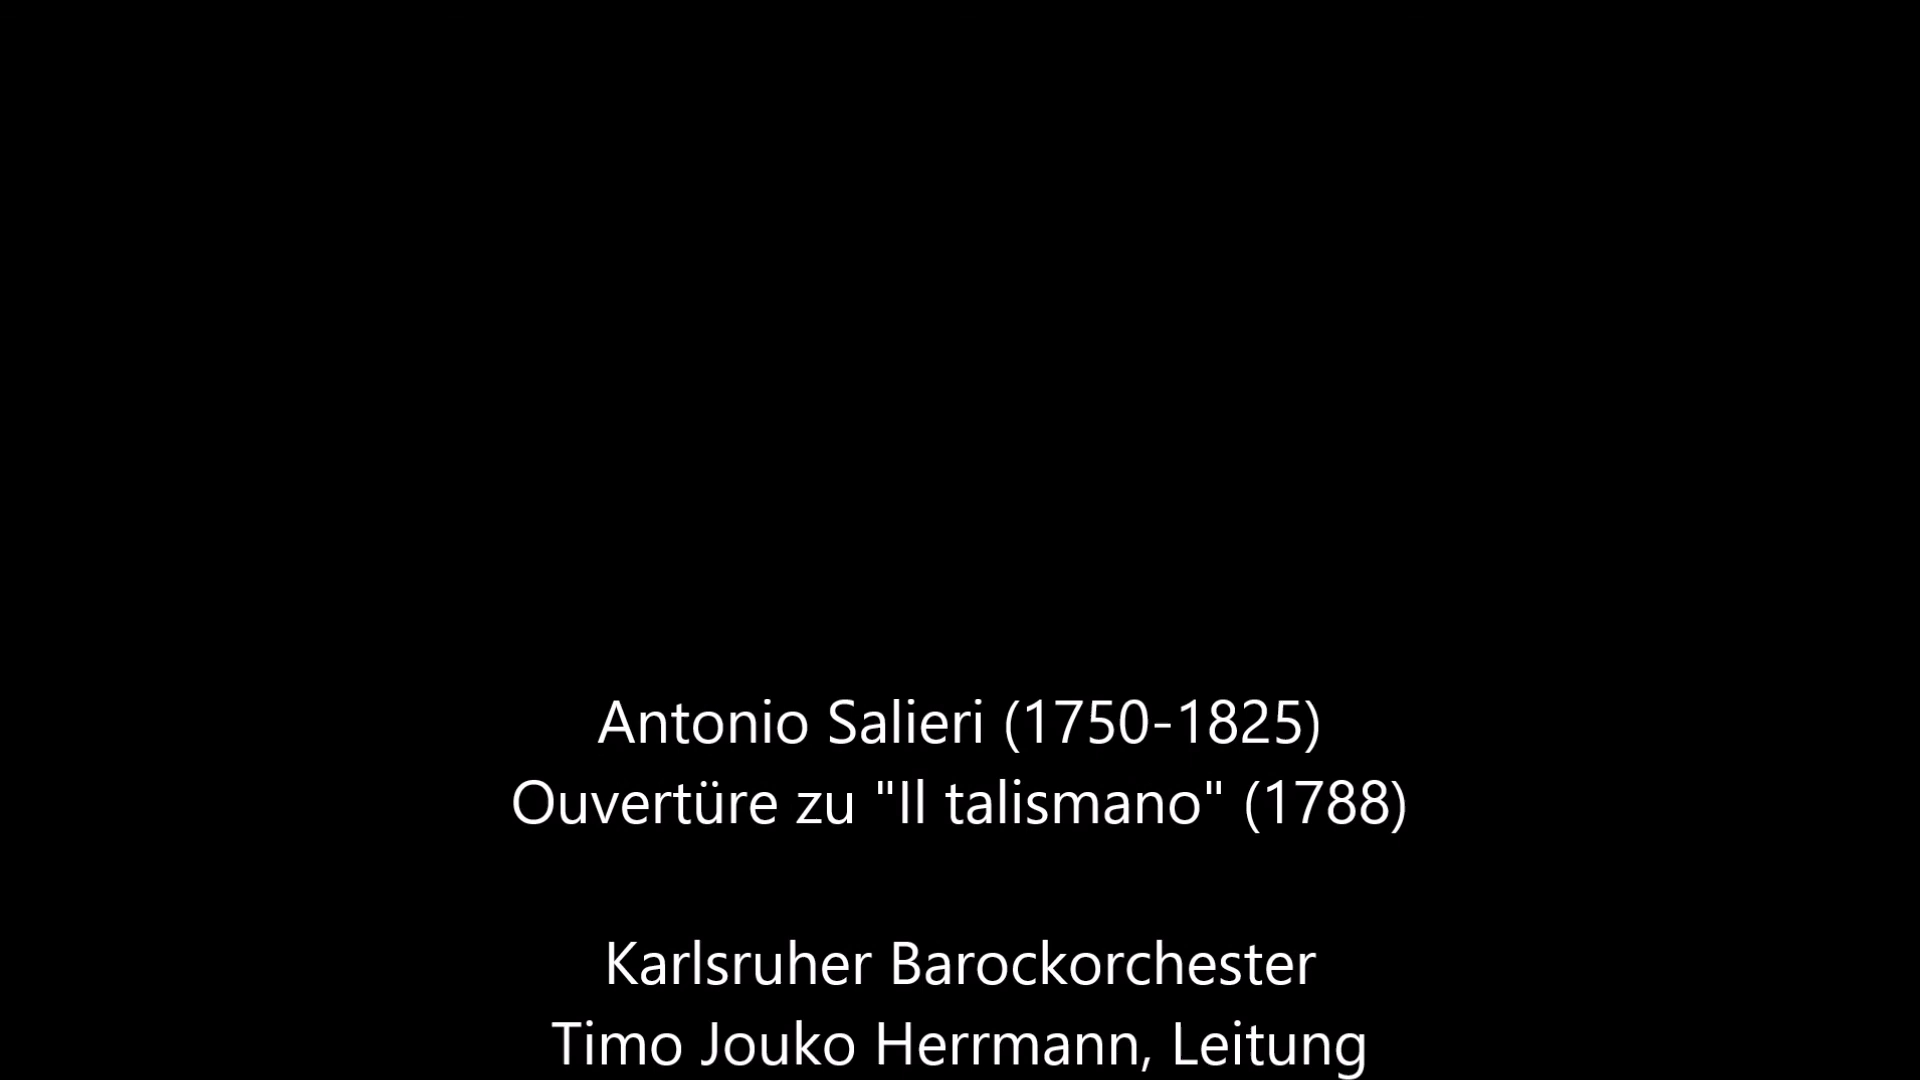 Antonio Salieri (1750-1825)
Ouvertüre zu "Il talismano" (1788)
Karlsruher Barockorchester
Timo Jouko Herrmann, Leitung